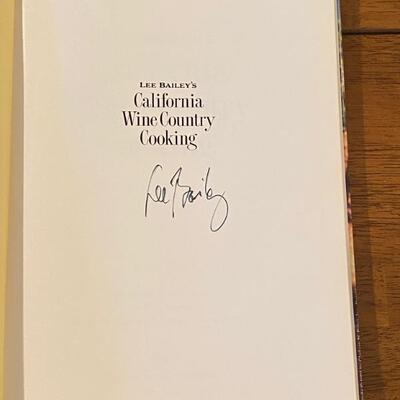 LEE BAILEY'S
California
Wine Country
Cooking
Lee Bailey